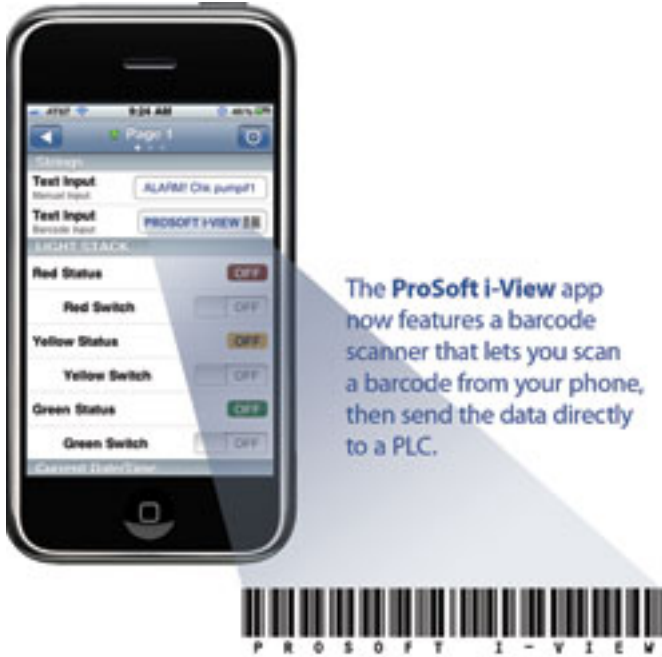 AT&T 9:24 AM
Page 1
Strings
Text Input ALARM! Chk pump#1
Manual Input
Text Input PROSOFT i-VIEW
Barcode Input
LIGHT STACK
Red Status OFF
Red Switch OFF
Yellow Status OFF
Yellow Switch OFF
Green Status OFF
Green Switch OFF
Current Date/Time
The ProSoft i-View app
now features a barcode
scanner that lets you scan
a barcode from your phone,
then send the data directly
to a PLC.
P R O S O F T I - V I E W